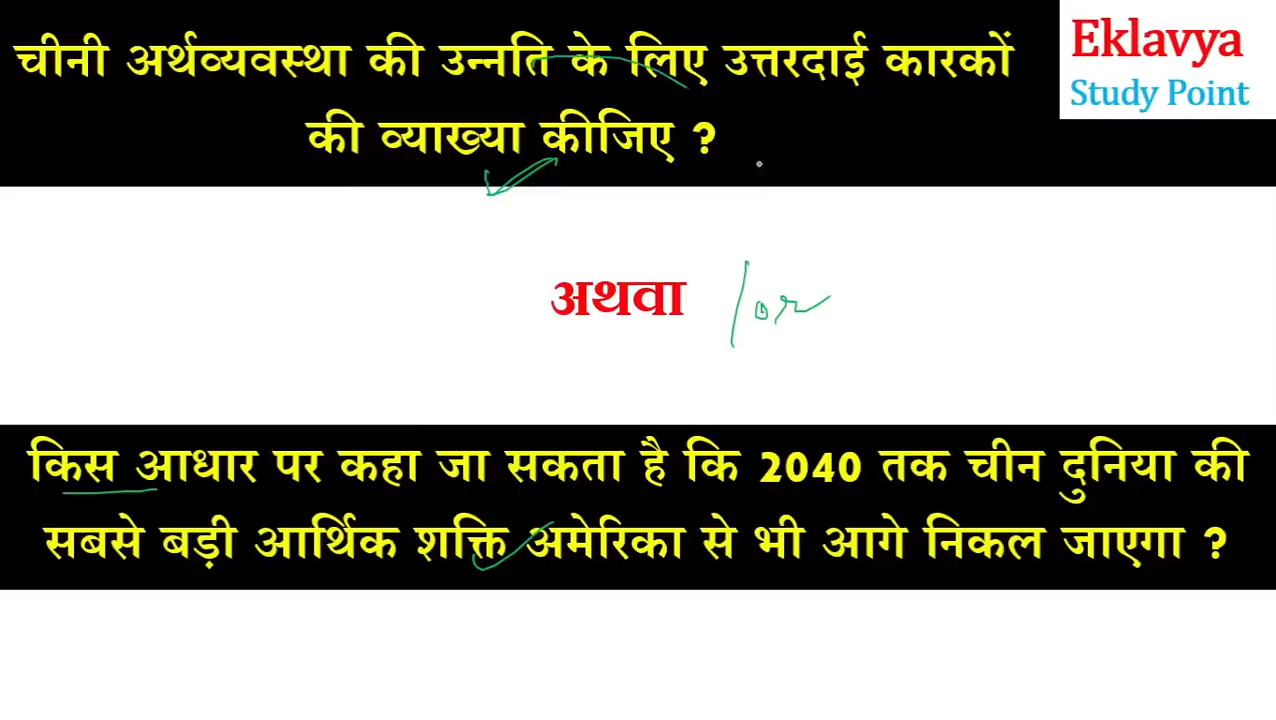 चीनी अर्थव्यवस्था की उन्नति के लिए उत्तरदाई कारकों
की व्याख्या कीजिए ?
Eklavya
Study Point
अथवा /or
किस आधार पर कहा जा सकता है कि 2040 तक चीन दुनिया की
सबसे बड़ी आर्थिक शक्ति अमेरिका से भी आगे निकल जाएगा ?